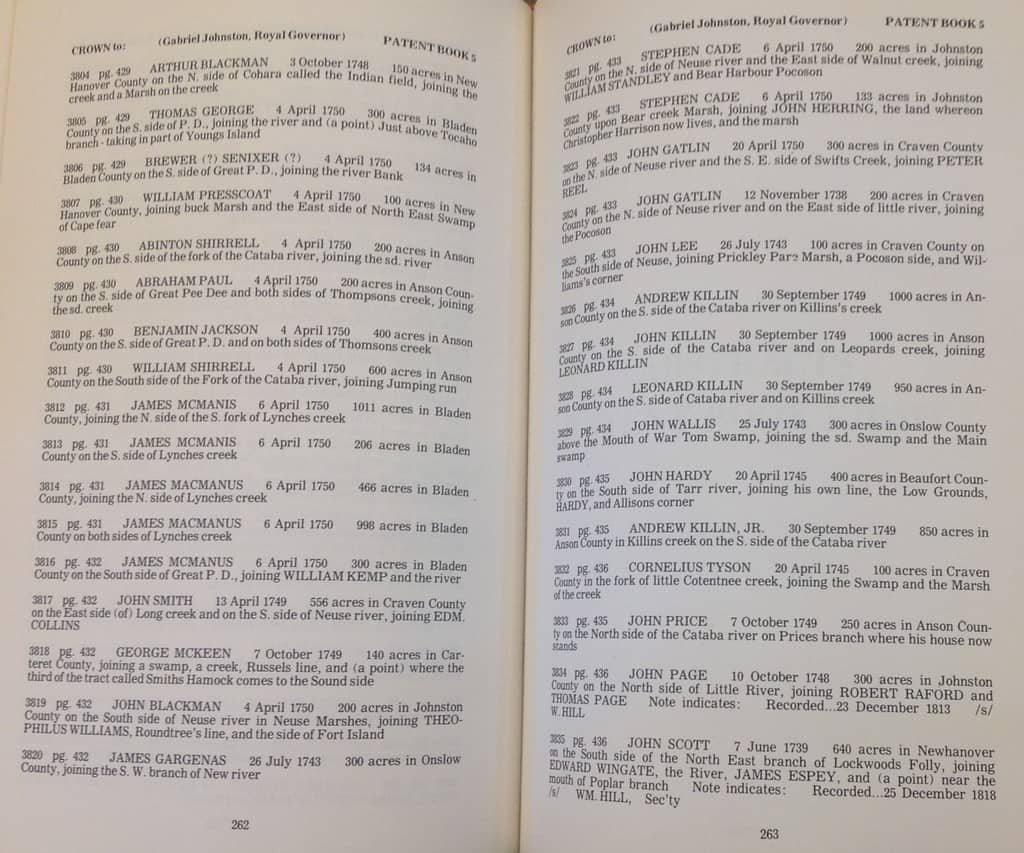 CROWN to: (Gabriel Johnston, Royal Governor) PATENT BOOK 5
3804 pg. 429 ARTHUR BLACKMAN 3 October 1748 150 acres in New
Hanover County on the N. side of Cohara called the Indian field, joining the
creek and a Marsh on the creek
3805 pg. 429 THOMAS GEORGE 4 April 1750 300 acres in Bladen
County on the S. side of P. D., joining the river and (a point) Just above Tocaho
branch - taking in part of Youngs Island
3806 pg. 429 BREWER (?) SENIXER (?) 4 April 1750 134 acres in
Bladen County on the S. side of Great P. D., joining the river Bank
3807 pg. 430 WILLIAM PRESSCOAT 4 April 1750 100 acres in New
Hanover County, joining buck Marsh and the East side of North East Swamp
of Cape fear
3808 pg. 430 ABINTON SHIRRELL 4 April 1750 200 acres in Anson
County on the S. side of the fork of the Cataba river, joining the sd. river
3809 pg. 430 ABRAHAM PAUL 4 April 1750 200 acres in Anson Coun-
ty on the S. side of Great Pee Dee and both sides of Thompsons creek, joining
the sd. creek
3810 pg. 430 BENJAMIN JACKSON 4 April 1750 400 acres in Anson
County on the S. side of Great P. D. and on both sides of Thomsons creek
3811 pg. 430 WILLIAM SHIRRELL 4 April 1750 600 acres in Anson
County on the South side of the Fork of the Cataba river, joining Jumping run
3812 pg. 431 JAMES MCMANIS 6 April 1750 1011 acres in Bladen
County, joining the N. side of the S. fork of Lynches creek
3813 pg. 431 JAMES MCMANIS 6 April 1750 206 acres in Bladen
County on the S. side of Lynches creek
3814 pg. 431 JAMES MACMANUS 6 April 1750 466 acres in Bladen
County, joining the N. side of Lynches creek
3815 pg. 431 JAMES MACMANUS 6 April 1750 998 acres in Bladen
County on both sides of Lynches creek
3816 pg. 432 JAMES MCMANUS 6 April 1750 300 acres in Bladen
County on the South side of Great P. D., joining WILLIAM KEMP and the river
3817 pg. 432 JOHN SMITH 13 April 1749 556 acres in Craven County
on the East side (of) Long creek and on the S. side of Neuse river, joining EDM.
COLLINS
3818 pg. 432 GEORGE MCKEEN 7 October 1749 140 acres in Car-
teret County, joining a swamp, a creek, Russels line, and (a point) where the
third of the tract called Smiths Hamock comes to the Sound side
3819 pg. 432 JOHN BLACKMAN 4 April 1750 200 acres in Johnston
County on the South side of Neuse river in Neuse Marshes, joining THEO-
PHILUS WILLIAMS, Roundtree's line, and the side of Fort Island
3820 pg. 432 JAMES GARGENAS 26 July 1743 300 acres in Onslow
County, joining the S. W. branch of New river
262
CROWN to: (Gabriel Johnston, Royal Governor) PATENT BOOK 5
3821 pg. 433 STEPHEN CADE 6 April 1750 200 acres in Johnston
County on the N. side of Neuse river and the East side of Walnut creek, joining
WILLIAM STANDLEY and Bear Harbour Pocoson
3822 pg. 433 STEPHEN CADE 6 April 1750 133 acres in Johnston
County upon Bear creek Marsh, joining JOHN HERRING, the land whereon
Christopher Harrison now lives, and the marsh
3823 pg. 433 JOHN GATLIN 20 April 1750 300 acres in Craven County
on the N. side of Neuse river and the S. E. side of Swifts Creek, joining PETER
REEL
3824 pg. 433 JOHN GATLIN 12 November 1738 200 acres in Craven
County on the N. side of Neuse river and on the East side of little river, joining
the Pocoson
3825 pg. 433 JOHN LEE 26 July 1743 100 acres in Craven County on
the South side of Neuse, joining Prickley Pare Marsh, a Pocoson side, and Wil-
liams's corner
3826 pg. 434 ANDREW KILLIN 30 September 1749 1000 acres in An-
son County on the S. side of the Cataba river on Killins's creek
3827 pg. 434 JOHN KILLIN 30 September 1749 1000 acres in Anson
County on the S. side of the Cataba river and on Leopards creek, joining
LEONARD KILLIN
3828 pg. 434 LEONARD KILLIN 30 September 1749 950 acres in An-
son County on the S. side of Cataba river and on Killins creek
3829 pg. 434 JOHN WALLIS 25 July 1743 300 acres in Onslow County
above the Mouth of War Tom Swamp, joining the sd. Swamp and the Main
swamp
3830 pg. 435 JOHN HARDY 20 April 1745 400 acres in Beaufort Coun-
ty on the South side of Tarr river, joining his own line, the Low Grounds,
HARDY, and Allisons corner
3831 pg. 435 ANDREW KILLIN, JR. 30 September 1749 850 acres in
Anson County in Killins creek on the S. side of the Cataba river
3832 pg. 436 CORNELIUS TYSON 20 April 1745 100 acres in Craven
County in the fork of little Cotentnee creek, joining the Swamp and the Marsh
of the creek
3833 pg. 435 JOHN PRICE 7 October 1749 250 acres in Anson Coun-
ty on the North side of the Cataba river on Prices branch where his house now
stands
3834 pg. 436 JOHN PAGE 10 October 1748 300 acres in Johnston
County on the North side of Little River, joining ROBERT RAFORD and
THOMAS PAGE Note indicates: Recorded...23 December 1813 /s/
W. HILL
3835 pg. 436 JOHN SCOTT 7 June 1739 640 acres in Newhanover
on the South side of the North East branch of Lockwoods Folly, joining
EDWARD WINGATE, the River, JAMES ESPEY, and (a point) near the
mouth of Poplar branch Note indicates: Recorded...25 December 1818
/s/ WM. HILL, Sec'ty
263